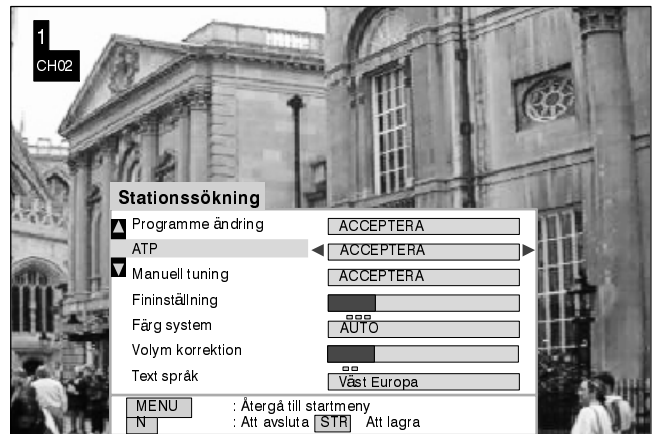 1
CH02
Stationssökning
Programme ändring ACCEPTERA
ATP ACCEPTERA
Manuell tuning ACCEPTERA
Fininställning
Färg system AUTO
Volym korrektion
Text språk Väst Europa
MENU : Återgå till startmeny
N : Att avsluta STR Att lagra